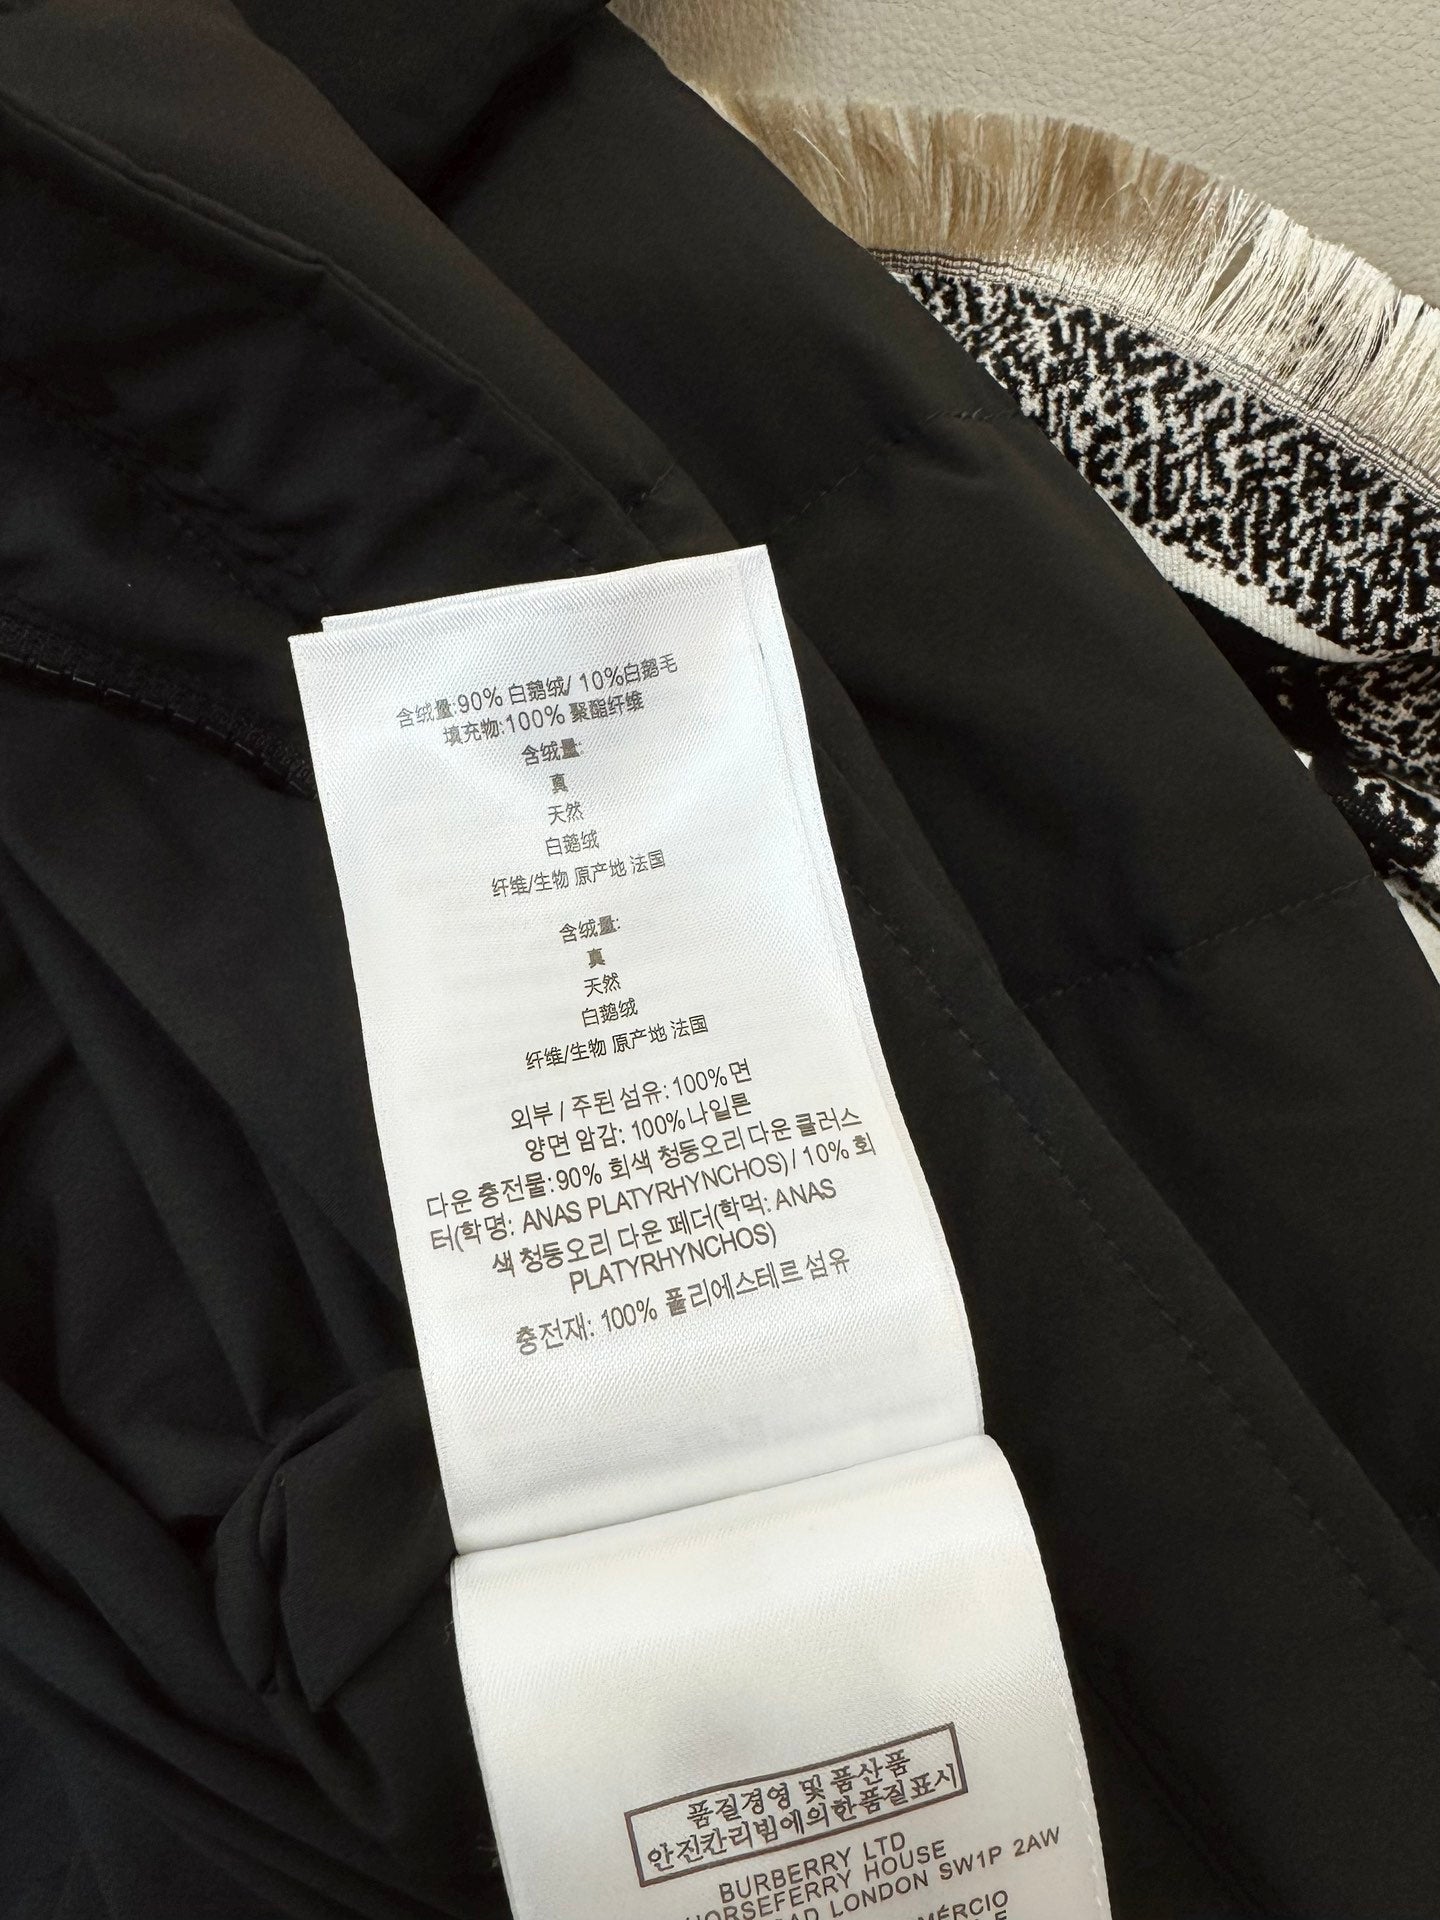 含绒量:90% 白鹅绒/ 10%白鹅毛
填充物:100% 聚酯纤维
含绒量:
真
天然
白鹅绒
纤维/生物 原产地 法国
含绒量:
真
天然
白鹅绒
纤维/生物 原产地 法国
외부 / 주된 섬유: 100% 면
양면 암감: 100% 나일론
다운 충전물: 90% 회색 청둥오리 다운 클러스
터(학명: ANAS PLATYRHYNCHOS) / 10% 회
색 청둥오리 다운 페더(학먹: ANAS
PLATYRHYNCHOS)
충전재: 100% 폴리에스테르 섬유
품질경영 및 품산품
안진칸리빔에의한품질표시
BURBERRY LTD
HORSEFERRY HOUSE
LONDON SW1P 2AW